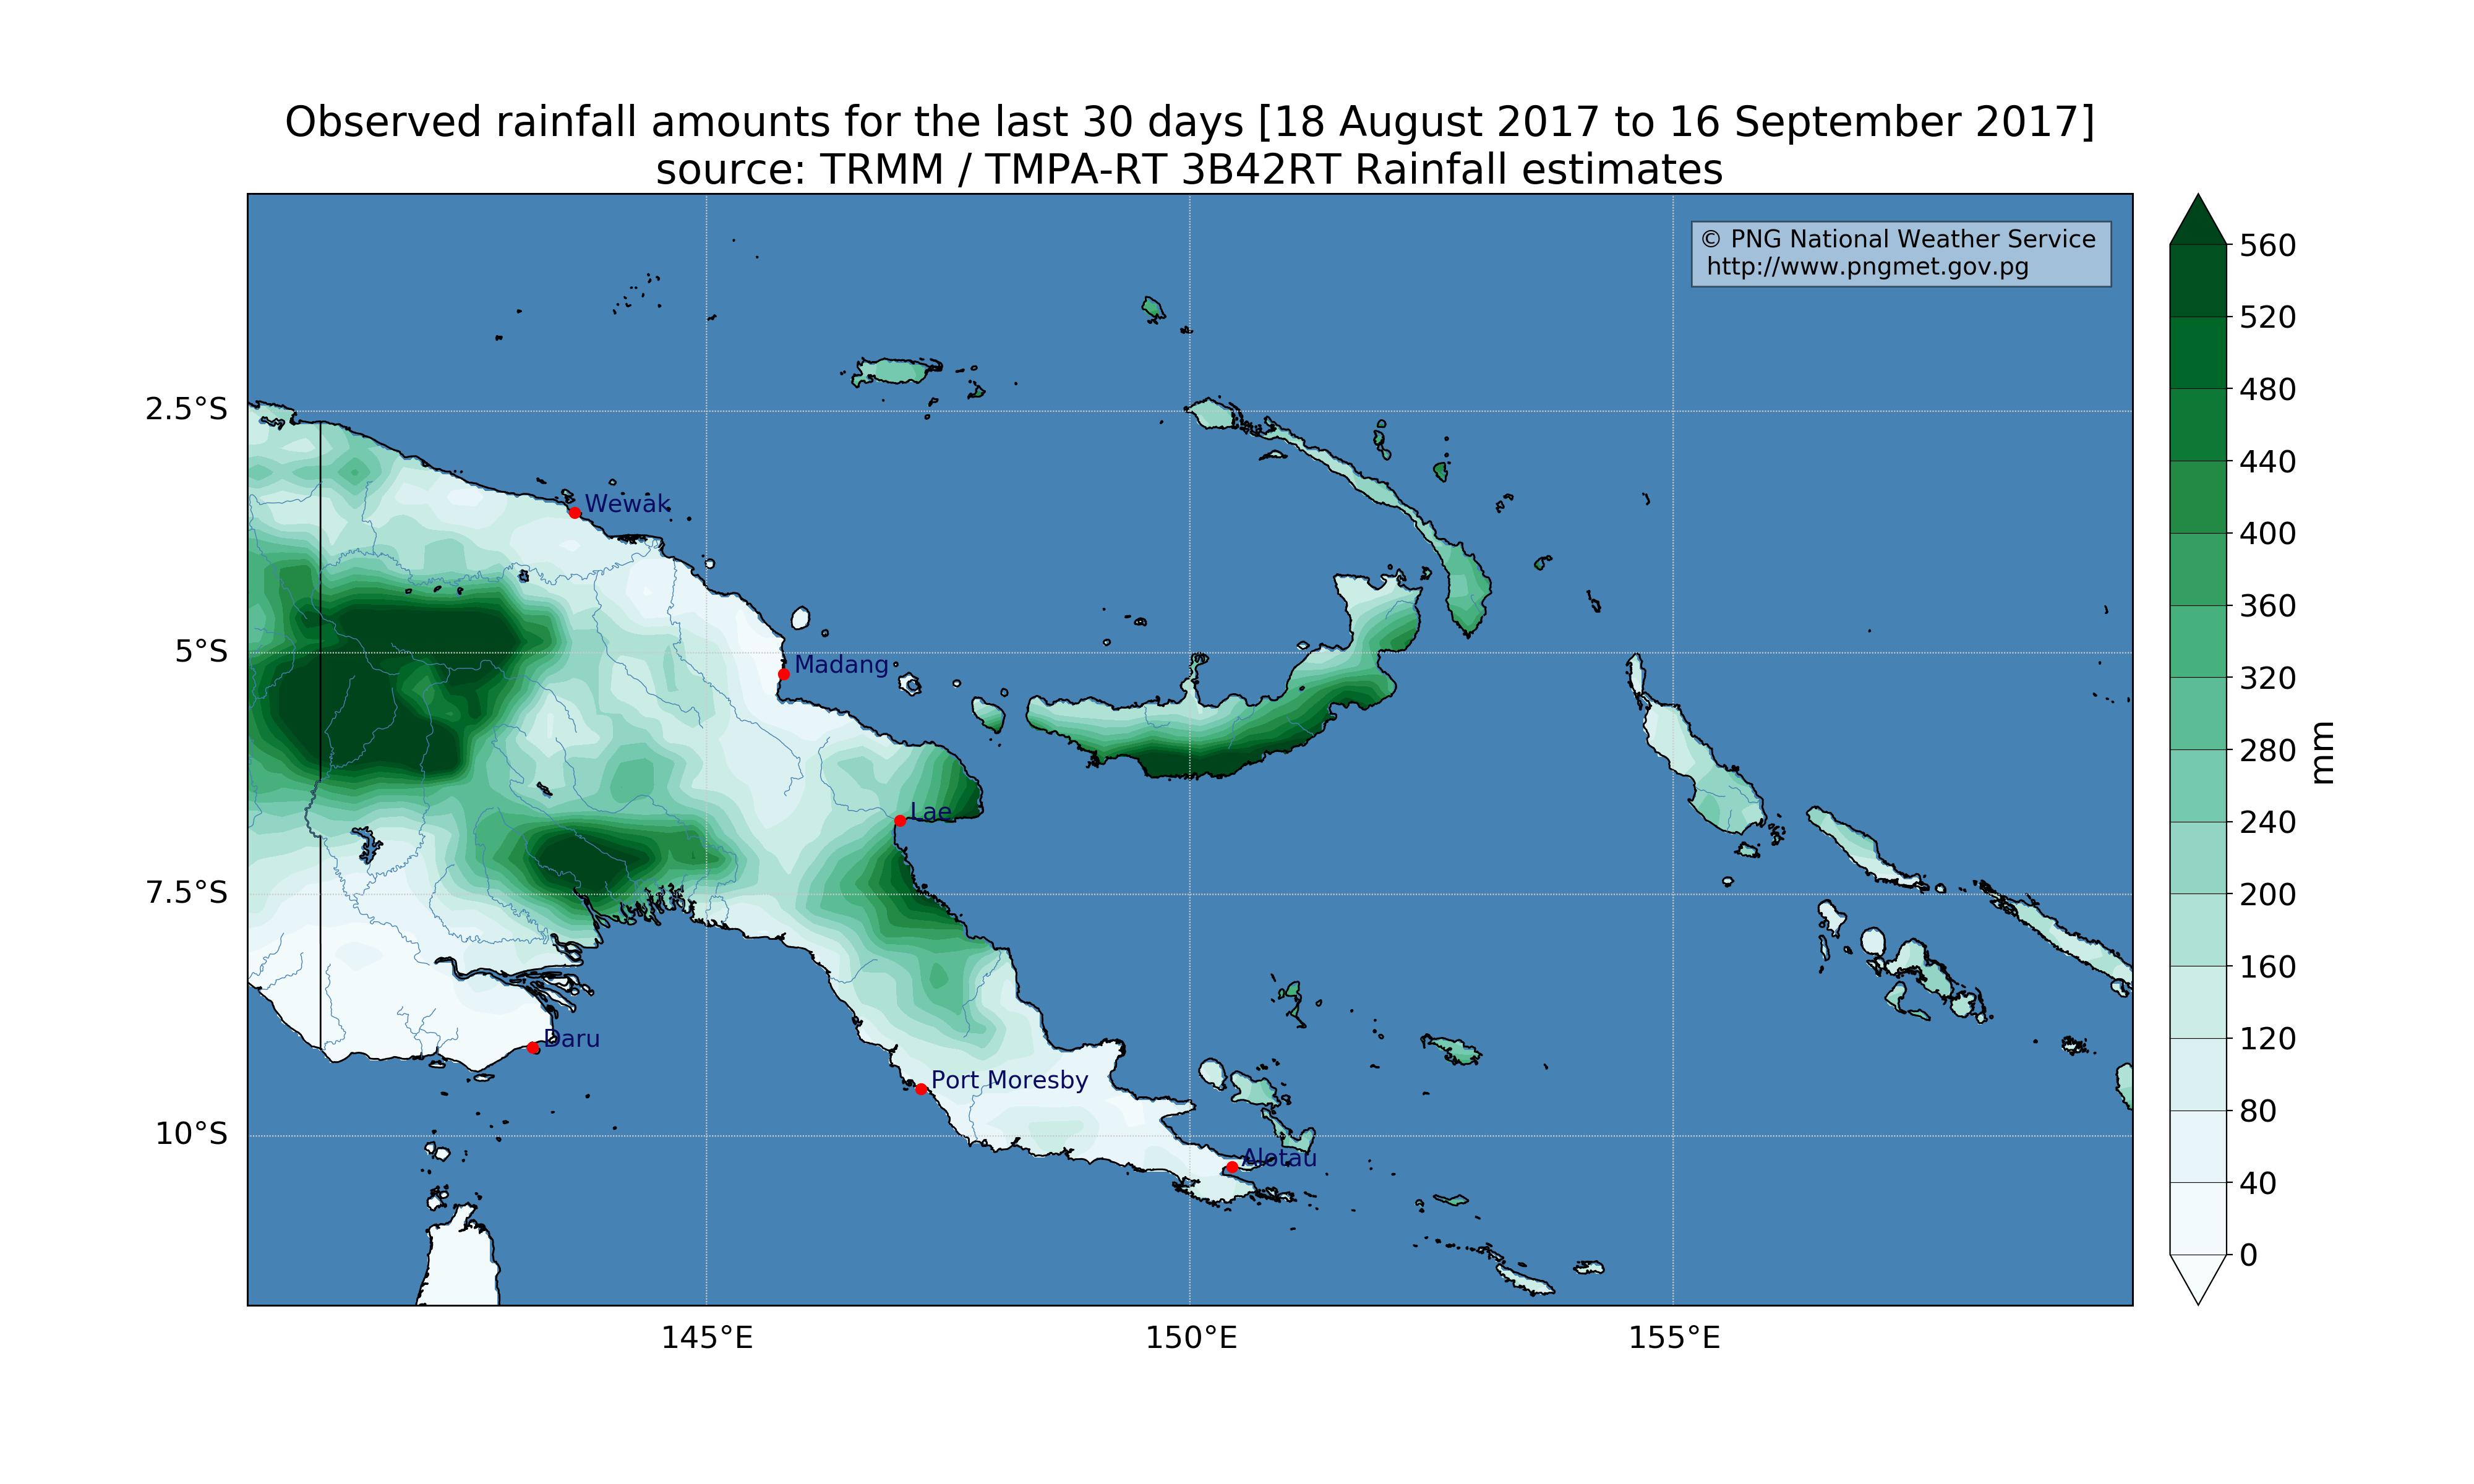 Observed rainfall amounts for the last 30 days [18 August 2017 to 16 September 2017]
source: TRMM / TMPA-RT 3B42RT Rainfall estimates
© PNG National Weather Service
http://www.pngmet.gov.pg
2.5°S
5°S
7.5°S
10°S
Wewak
Madang
Lae
Daru
Port Moresby
Alotau
145°E
150°E
155°E
560
520
480
440
400
360
320
280
240
200
160
120
80
40
0
mm